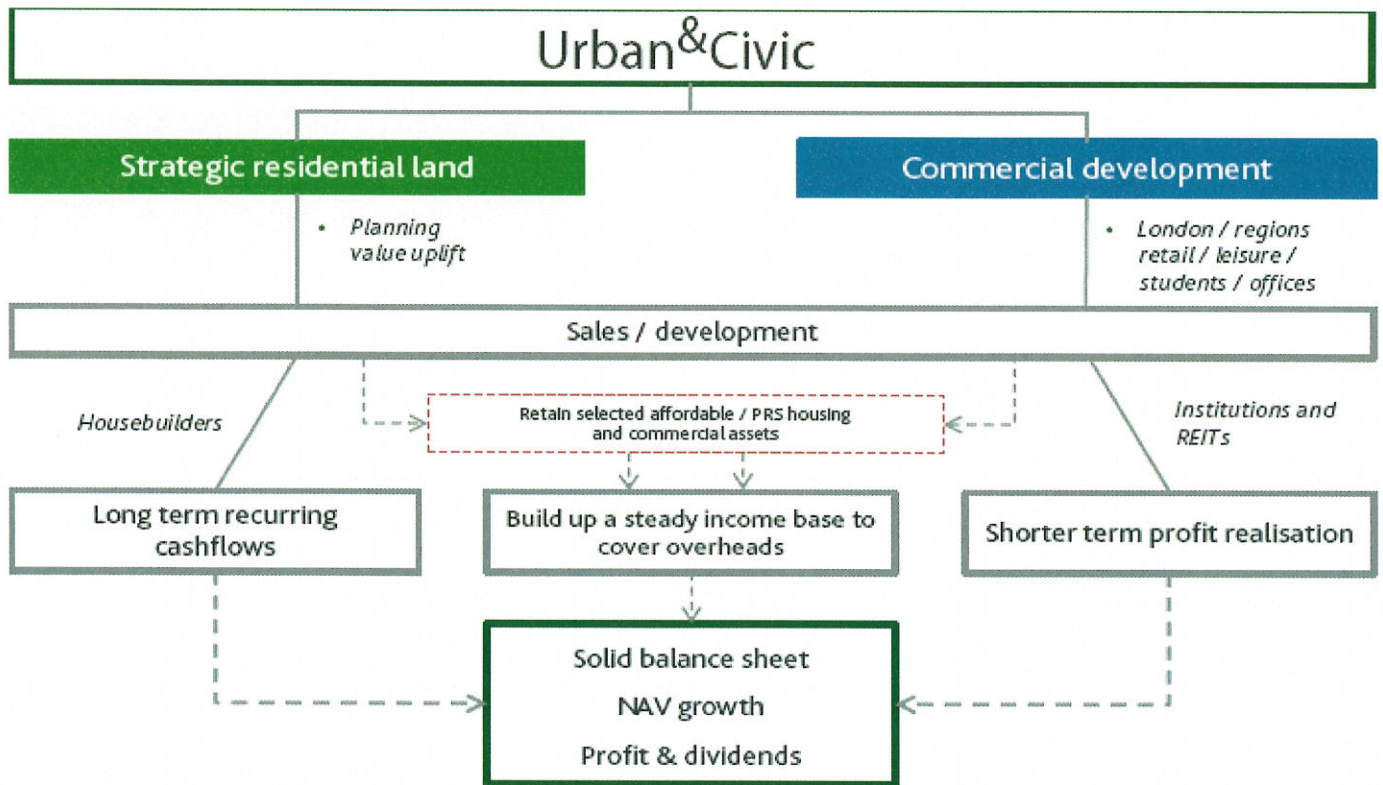 Urban&Civic
Strategic residential land
Commercial development
• Planning
value uplift
• London / regions
retail / leisure /
students / offices
Sales / development
Housebuilders
Retain selected affordable / PRS housing
and commercial assets
Institutions and
REITs
Long term recurring
cashflows
Build up a steady income base to
cover overheads
Shorter term profit realisation
Solid balance sheet
NAV growth
Profit & dividends